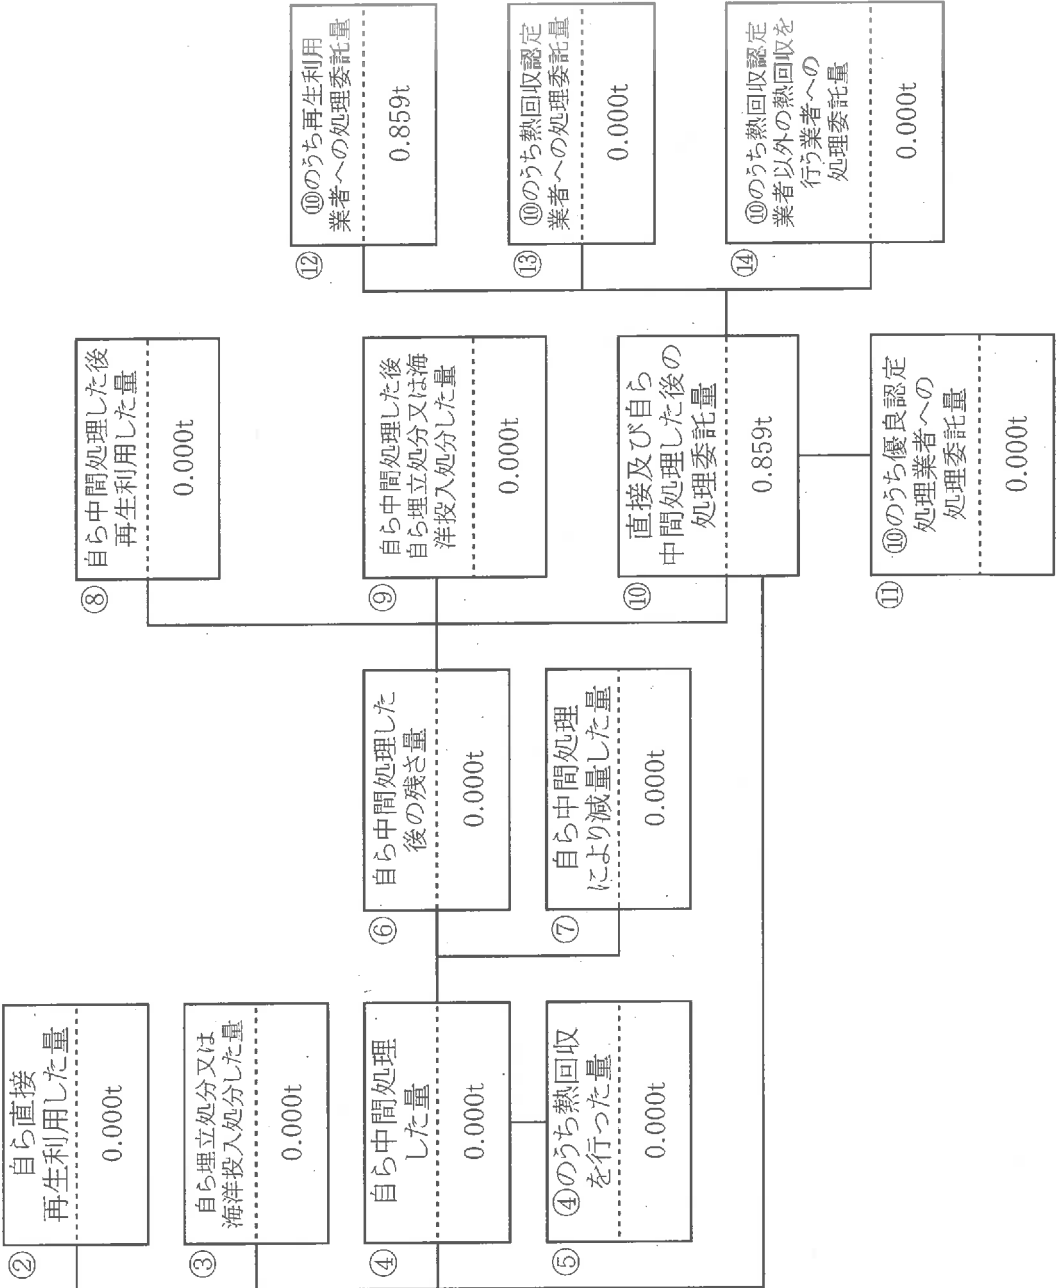 ②
自ら直接
再生利用した量
0.000t
③
自ら埋立処分又は
海洋投入処分した量
0.000t
④
自ら中間処理
した量
0.000t
⑤
④のうち熱回収
を行った量
0.000t
⑥
自ら中間処理した
後の残さ量
0.000t
⑦
自ら中間処理
により減量した量
0.000t
⑧
自ら中間処理した後
再生利用した量
0.000t
⑨
自ら中間処理した後
自ら埋立処分又は海
洋投入処分した量
0.000t
⑩
直接及び自ら
中間処理した後の
処理委託量
0.859t
⑪
⑩のうち優良認定
処理業者への
処理委託量
0.000t
⑫
⑩のうち再生利用
業者への処理委託量
0.859t
⑬
⑩のうち熱回収認定
業者への処理委託量
0.000t
⑭
⑩のうち熱回収認定
業者以外の熱回収を
行う業者への
処理委託量
0.000t